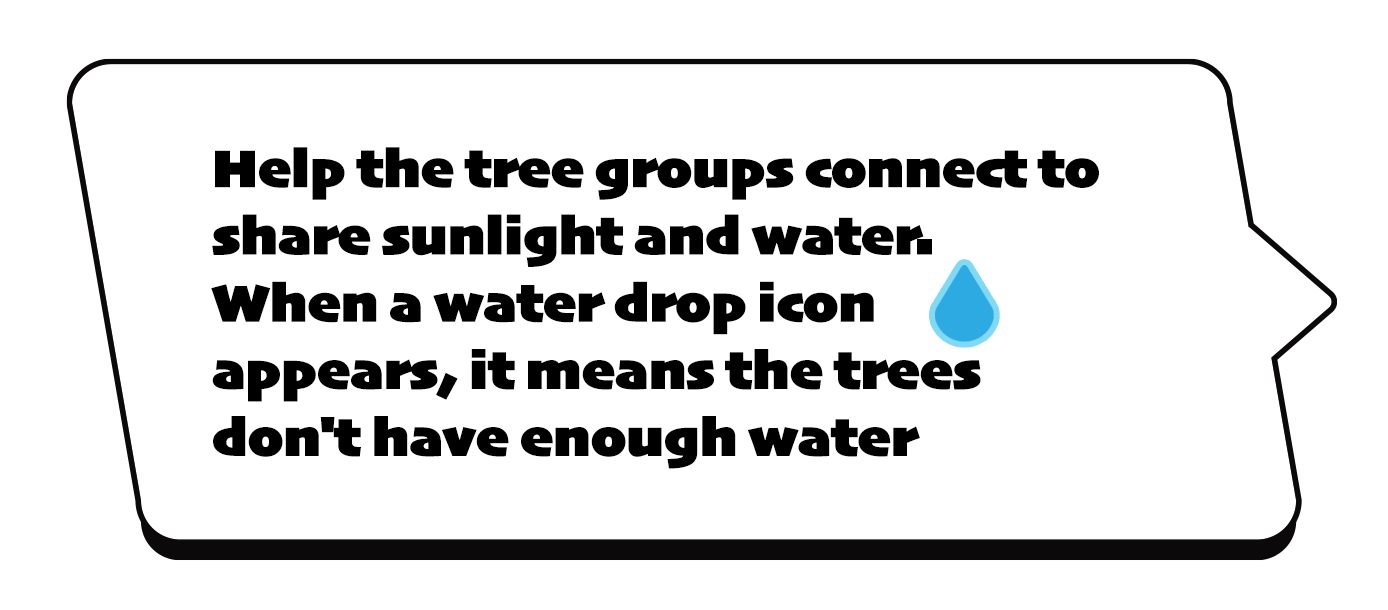 Help the tree groups connect to
share sunlight and water.
When a water drop icon
appears, it means the trees
don't have enough water